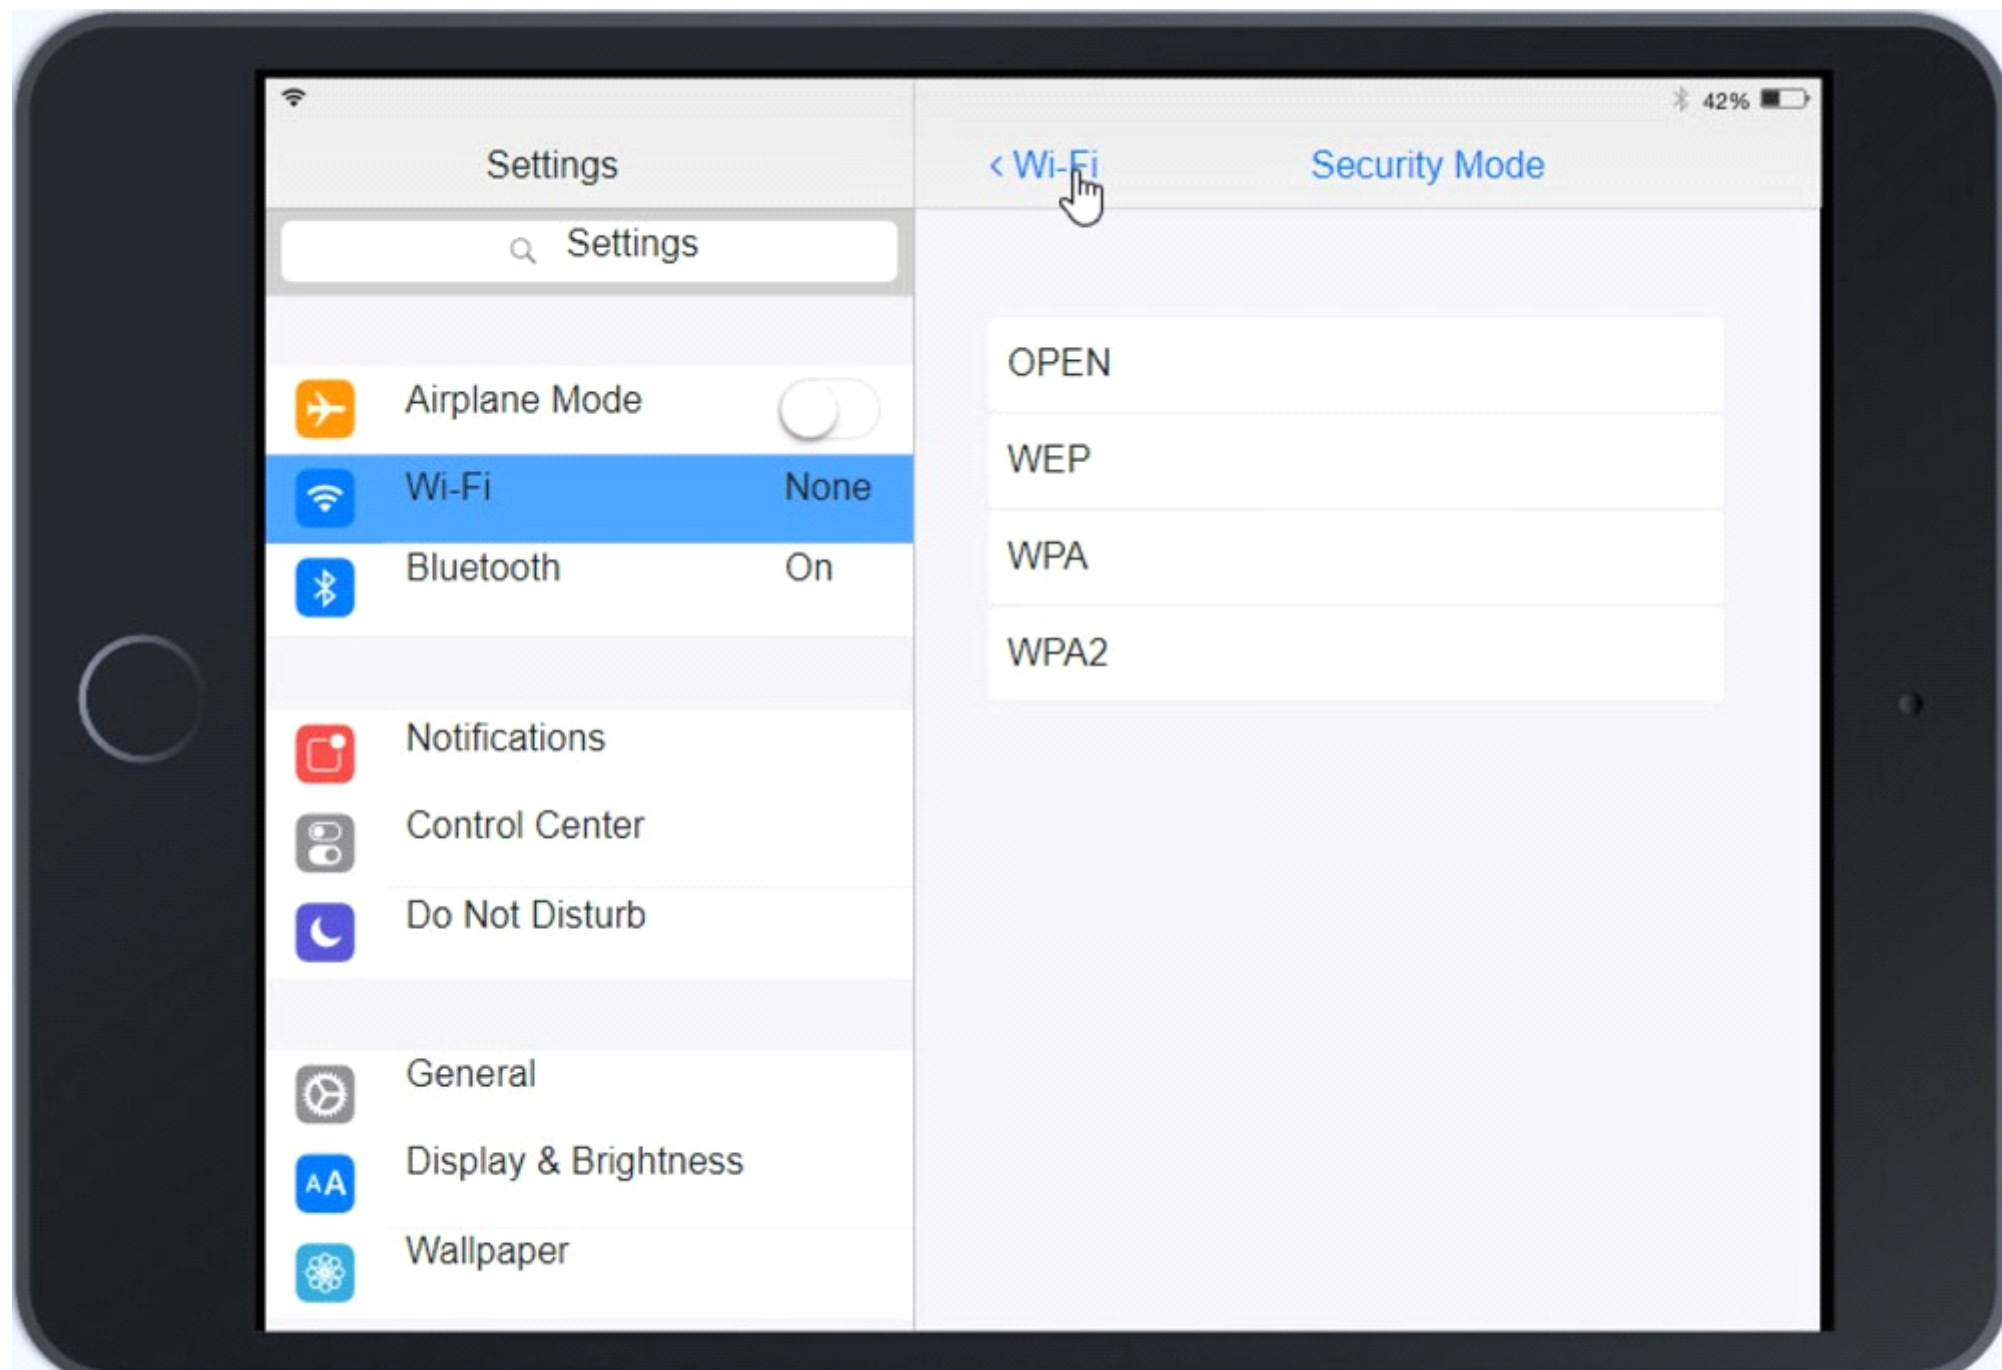 42%
Settings
< Wi-Fi Security Mode
Settings
Airplane Mode
Wi-Fi None
Bluetooth On
Notifications
Control Center
Do Not Disturb
General
AA Display & Brightness
Wallpaper
OPEN
WEP
WPA
WPA2